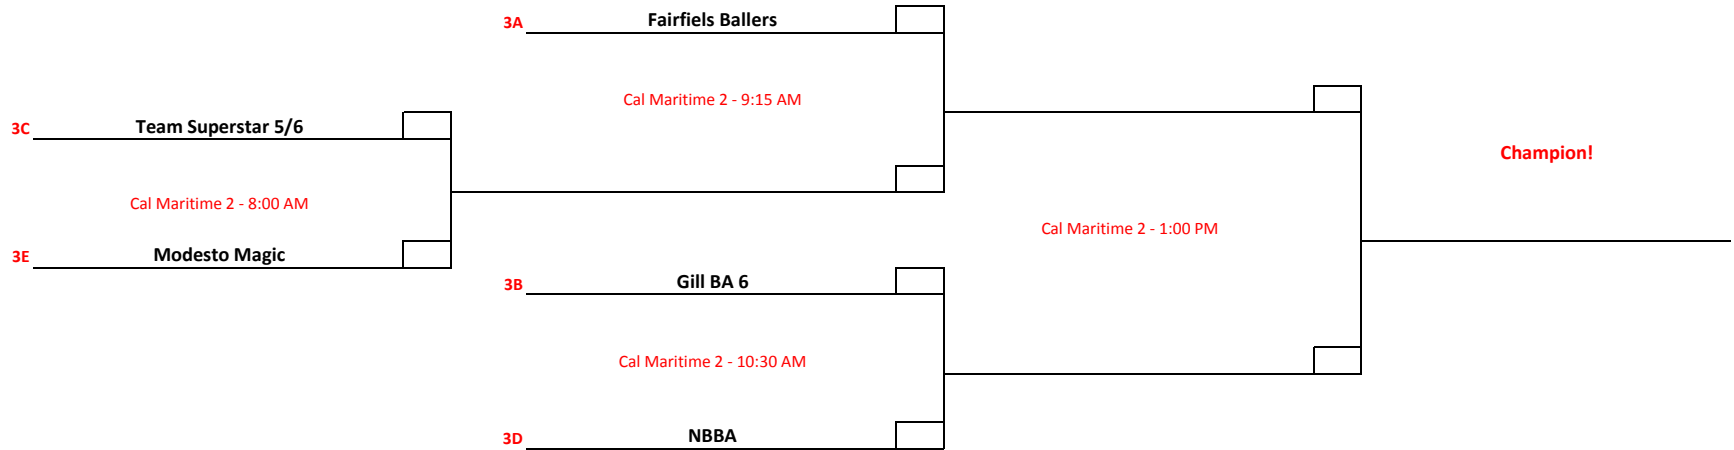 3A Fairfiels Ballers
Cal Maritime 2 - 9:15 AM
3C Team Superstar 5/6
Champion!
Cal Maritime 2 - 8:00 AM
Cal Maritime 2 - 1:00 PM
3E Modesto Magic
3B Gill BA 6
Cal Maritime 2 - 10:30 AM
3D NBBA